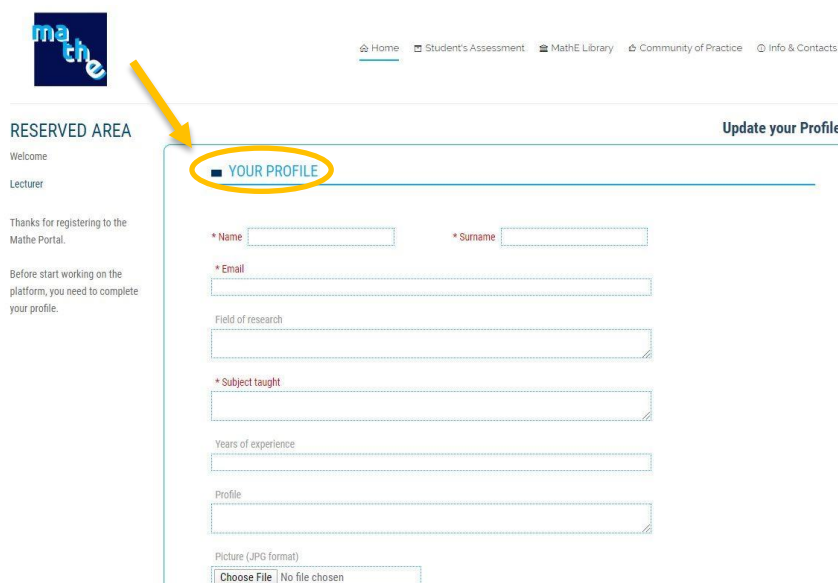 ma
the
Home Student's Assessment MathE Library Community of Practice Info & Contacts
RESERVED AREA
Welcome
Lecturer
Thanks for registering to the
Mathe Portal.
Before start working on the
platform, you need to complete
your profile.
Update your Profile
YOUR PROFILE
* Name * Surname
* Email
Field of research
* Subject taught
Years of experience
Profile
Picture (JPG format)
Choose File No file chosen